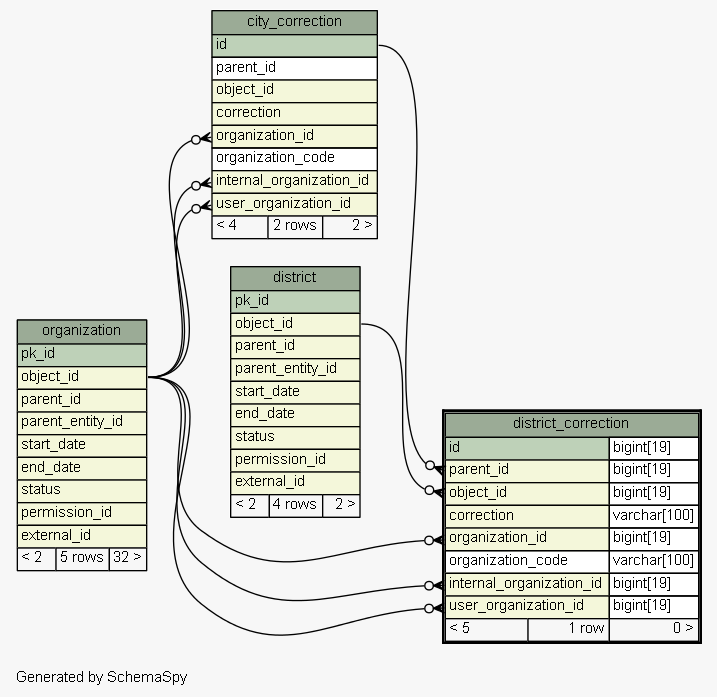 city_correction
id
parent_id
object_id
correction
organization_id
organization_code
internal_organization_id
user_organization_id
< 4 2 rows 2 >
district
pk_id
object_id
parent_id
parent_entity_id
start_date
end_date
status
permission_id
external_id
< 2 4 rows 2 >
organization
pk_id
object_id
parent_id
parent_entity_id
start_date
end_date
status
permission_id
external_id
< 2 5 rows 32 >
district_correction
id bigint[19]
parent_id bigint[19]
object_id bigint[19]
correction varchar[100]
organization_id bigint[19]
organization_code varchar[100]
internal_organization_id bigint[19]
user_organization_id bigint[19]
< 5 1 row 0 >
Generated by SchemaSpy